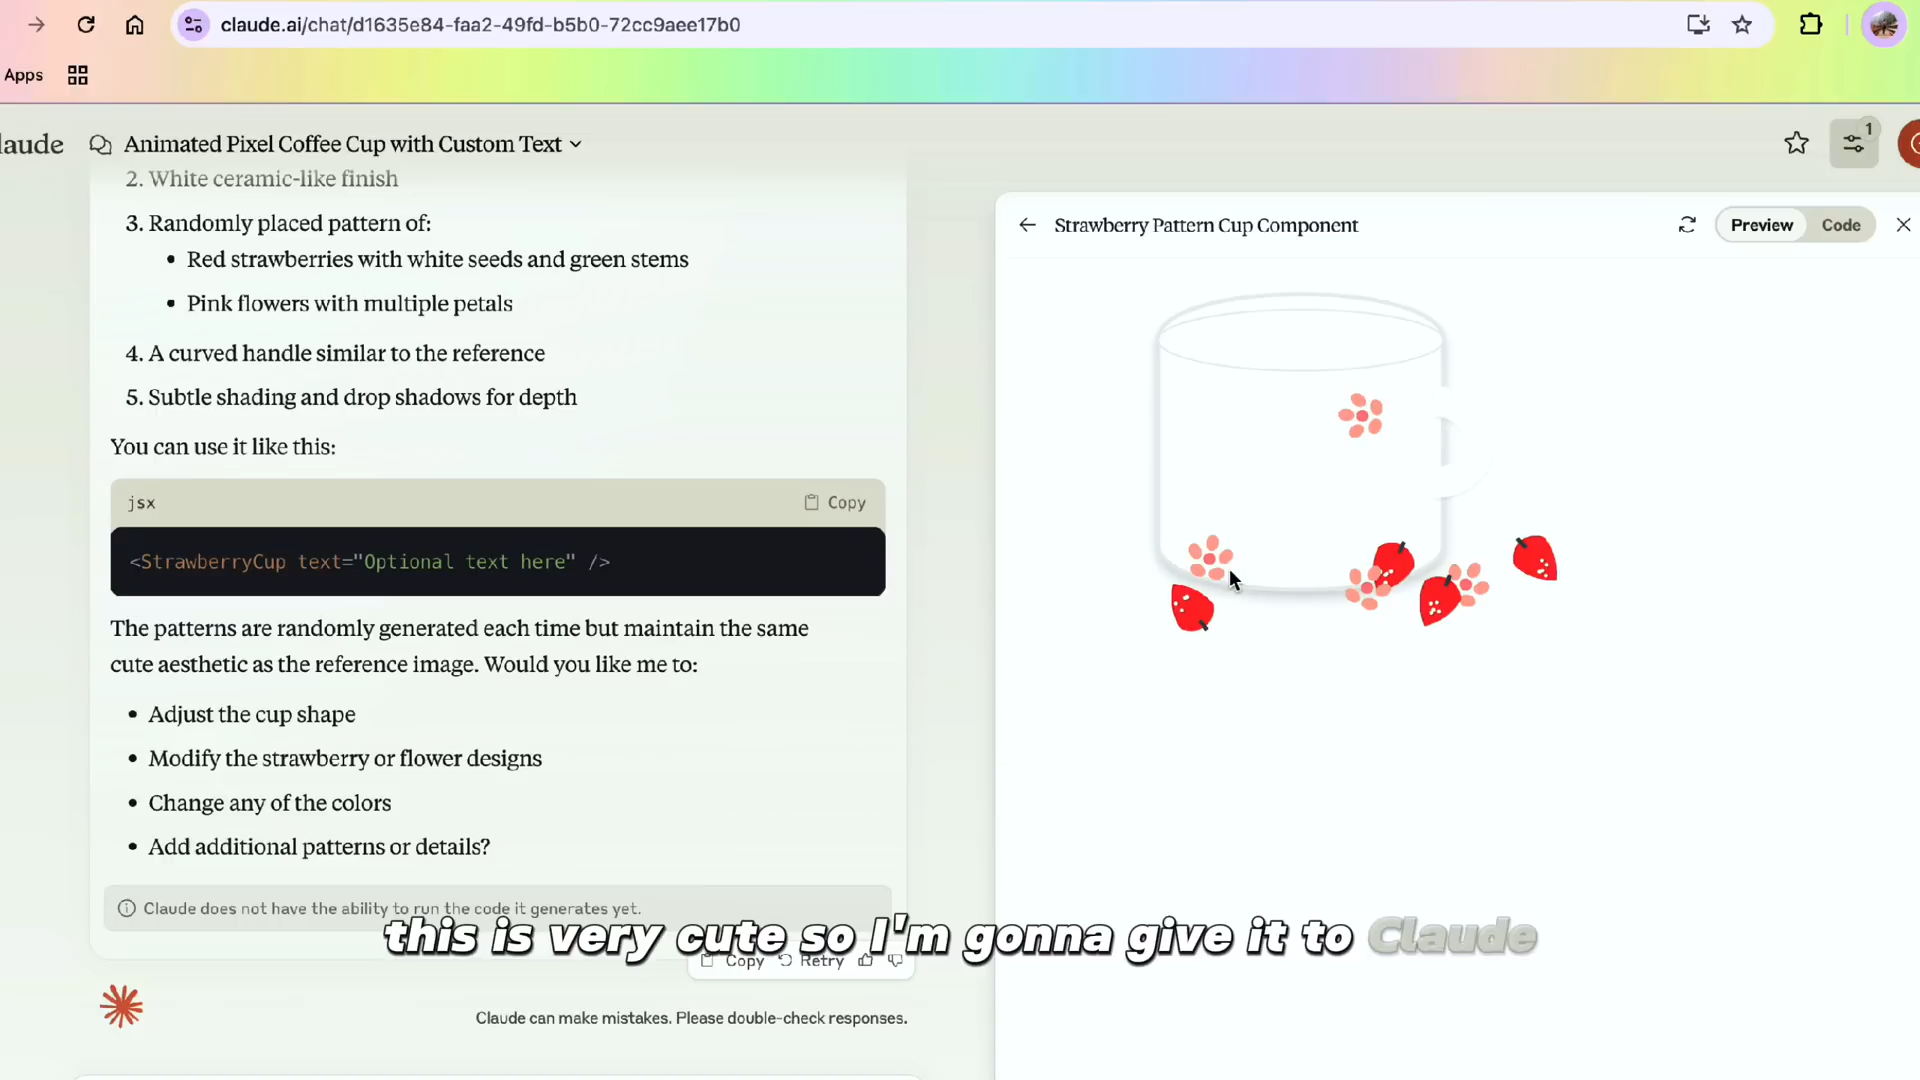 claude.ai/chat/d1635e84-faa2-49fd-b5b0-72cc9aee17b0
Apps
laude
Animated Pixel Coffee Cup with Custom Text
1
2. White ceramic-like finish
3. Randomly placed pattern of:
• Red strawberries with white seeds and green stems
• Pink flowers with multiple petals
4. A curved handle similar to the reference
5. Subtle shading and drop shadows for depth
You can use it like this:
jsx
Copy
<StrawberryCup text="Optional text here" />
The patterns are randomly generated each time but maintain the same
cute aesthetic as the reference image. Would you like me to:
• Adjust the cup shape
• Modify the strawberry or flower designs
• Change any of the colors
• Add additional patterns or details?
Claude does not have the ability to run the code it generates yet.
Copy Retry
Claude can make mistakes. Please double-check responses.
Strawberry Pattern Cup Component
Preview Code
this is very cute so I'm gonna give it to Claude